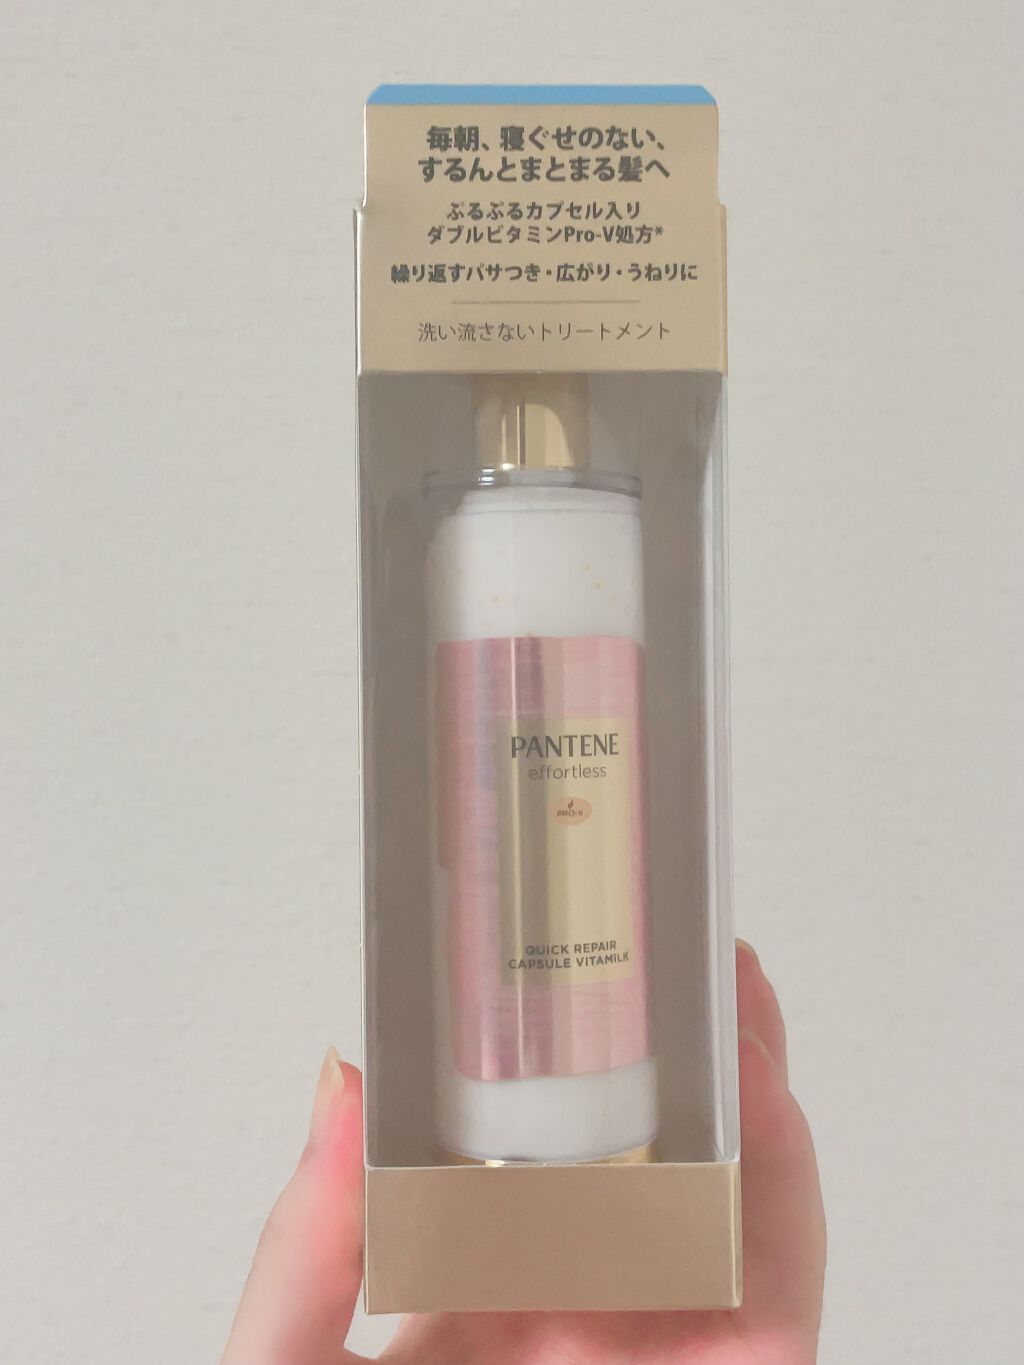 毎朝、寝ぐせのない、
するんとまとまる髪へ
ぷるぷるカプセル入り
ダブルビタミンPro-V処方*
繰り返すパサつき・広がり・うねりに
洗い流さないトリートメント
PANTENE
effortless
PRO-V
QUICK REPAIR
CAPSULE VITAMILK